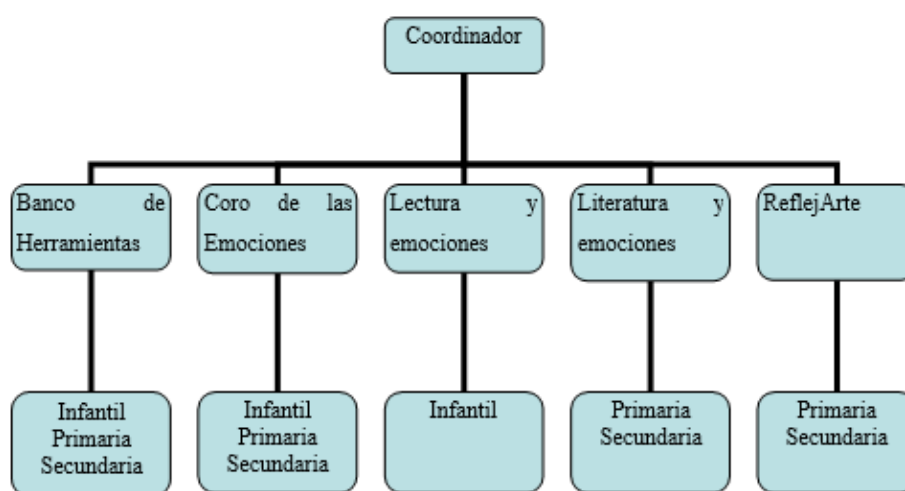 Coordinador
Banco de
Herramientas
Coro de las
Emociones
Lectura y
emociones
Literatura y
emociones
ReflejArte
Infantil
Primaria
Secundaria
Infantil
Primaria
Secundaria
Infantil
Primaria
Secundaria
Primaria
Secundaria